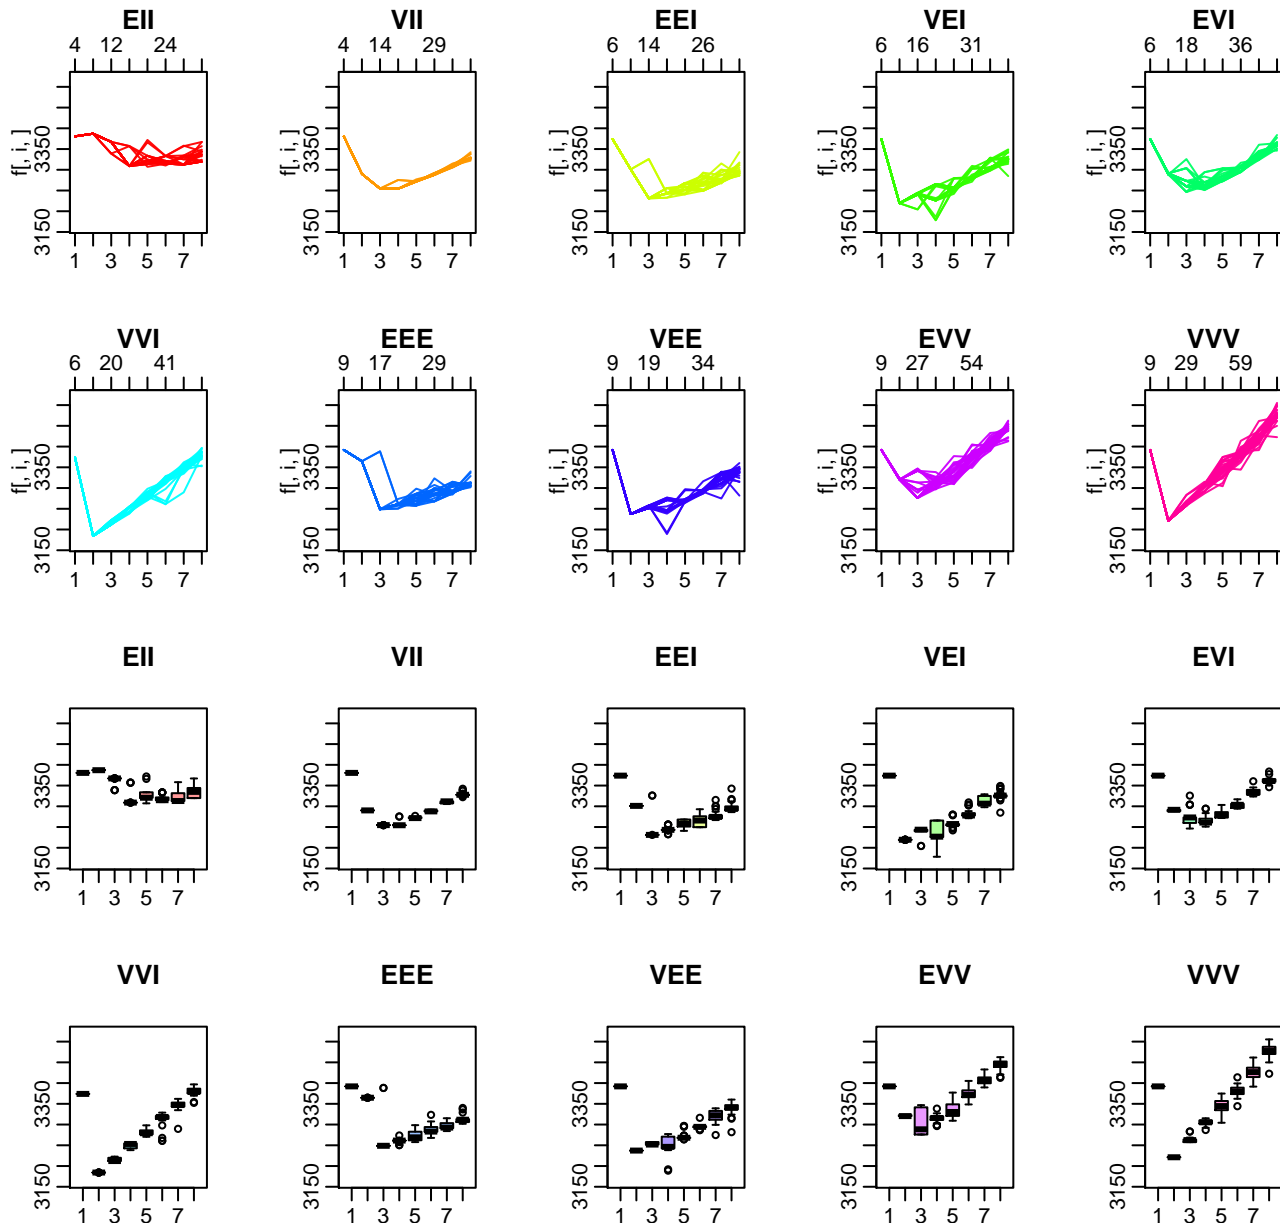 EII VII EEI VEI EVI
4 12 24 4 14 29 6 14 26 6 16 31 6 18 36
f[, i, ] 3150 3350 3150 3350 3150 3350 3150 3350 3150 3350
1 3 5 7 1 3 5 7 1 3 5 7 1 3 5 7 1 3 5 7
VVI EEE VEE EVV VVV
6 20 41 9 17 29 9 19 34 9 27 54 9 29 59
f[, i, ] 3150 3350 f[, i, ] 3150 3350 f[, i, ] 3150 3350 f[, i, ] 3150 3350 f[, i, ] 3150 3350
1 3 5 7 1 3 5 7 1 3 5 7 1 3 5 7 1 3 5 7
EII VII EEI VEI EVI
3150 3350 3150 3350 3150 3350 3150 3350 3150 3350
1 3 5 7 1 3 5 7 1 3 5 7 1 3 5 7 1 3 5 7
VVI EEE VEE EVV VVV
3150 3350 3150 3350 3150 3350 3150 3350 3150 3350
1 3 5 7 1 3 5 7 1 3 5 7 1 3 5 7 1 3 5 7